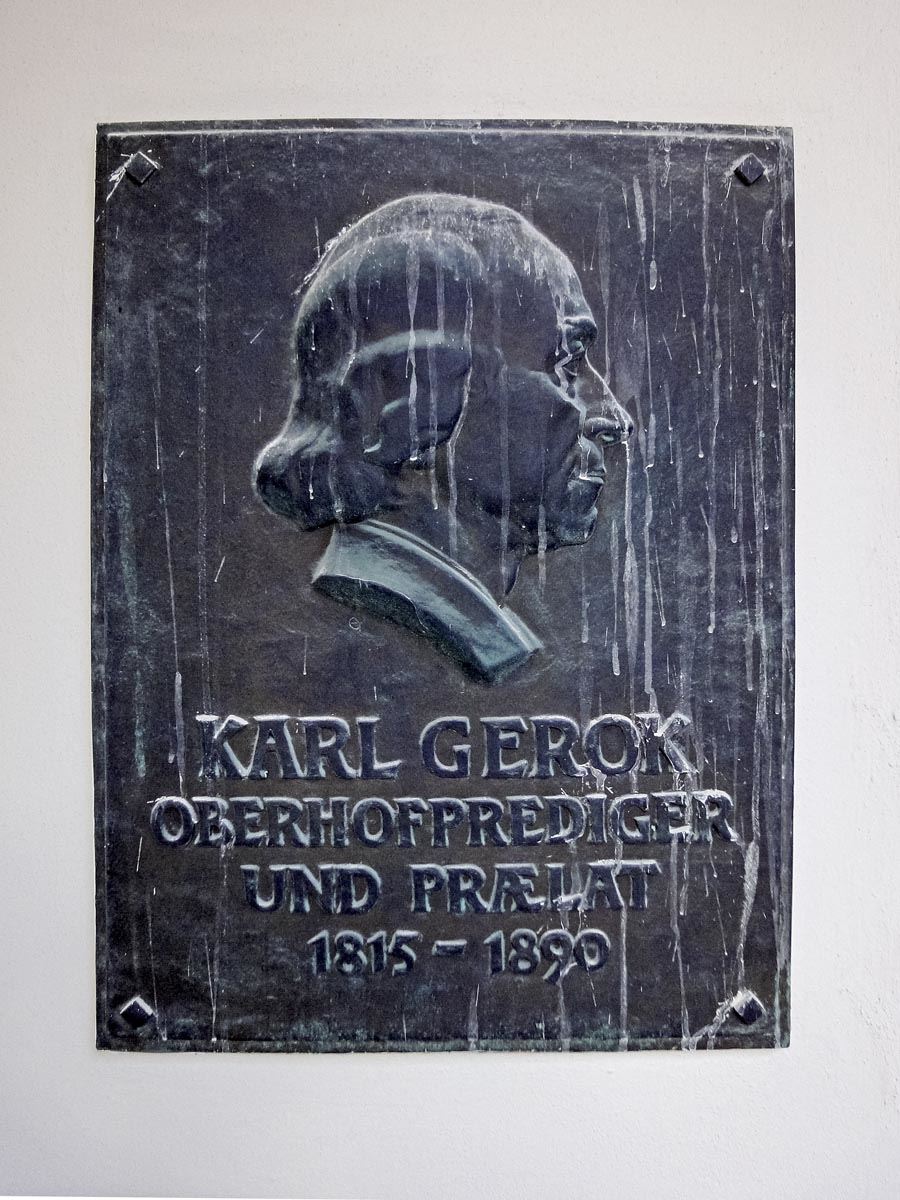 KARL GEROK
OBERHOFPREDIGER
UND PRÆLAT
1815 – 1890